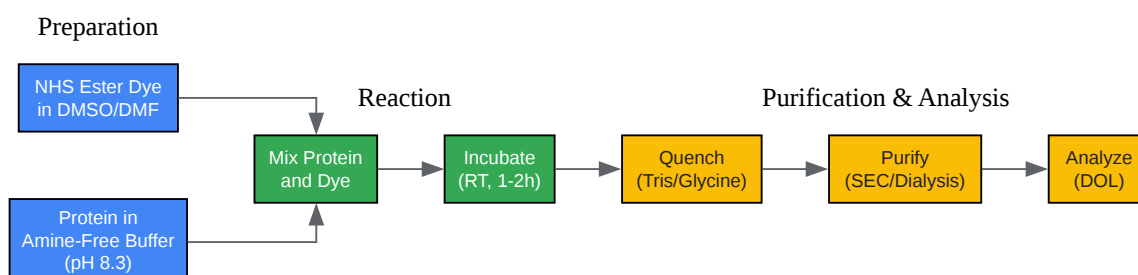 Preparation
NHS Ester Dye
in DMSO/DMF
Reaction
Purification & Analysis
Mix Protein
and Dye
Incubate
(RT, 1-2h)
Quench
(Tris/Glycine)
Purify
(SEC/Dialysis)
Analyze
(DOL)
Protein in
Amine-Free Buffer
(pH 8.3)